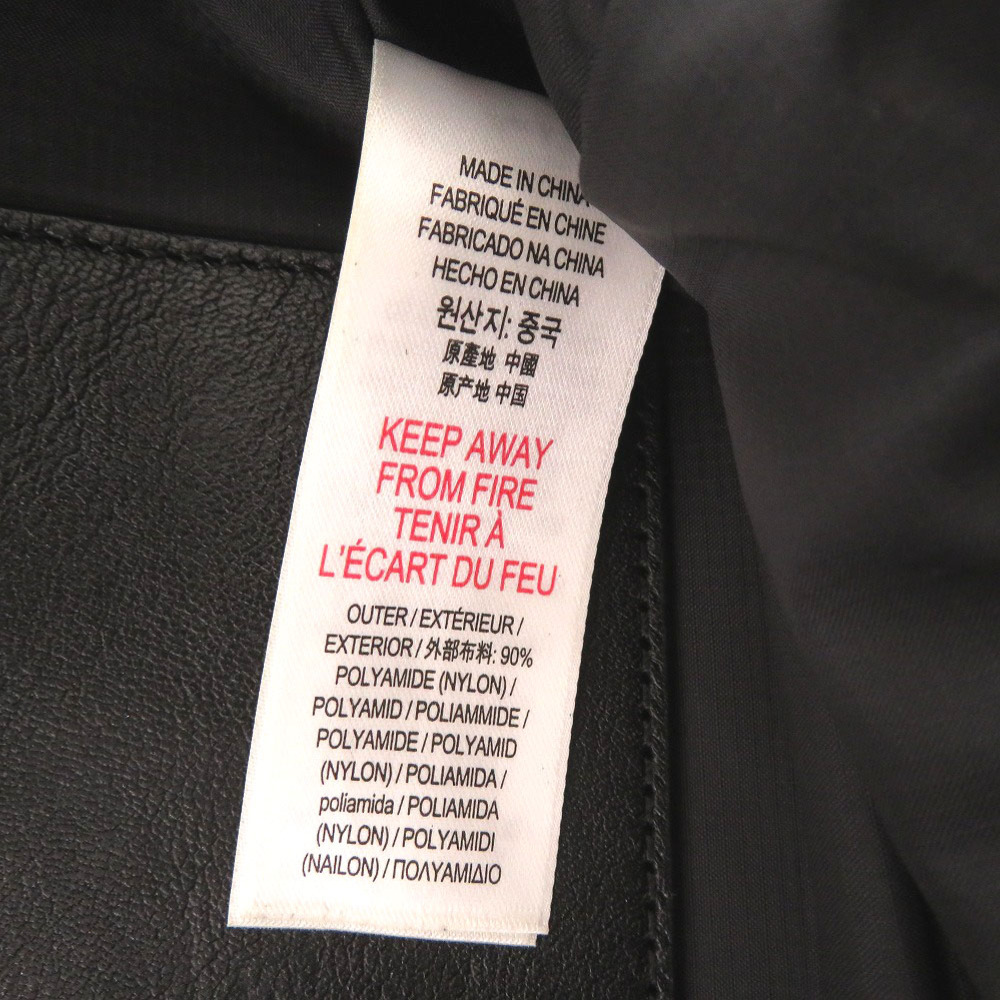 MADE IN CHINA
FABRIQUÉ EN CHINE
FABRICADO NA CHINA
HECHO EN CHINA
원산지: 중국
原產地 中國
原产地 中国
KEEP AWAY
FROM FIRE
TENIR À
L'ÉCART DU FEU
OUTER / EXTÉRIEUR /
EXTERIOR / 外部布料: 90%
POLYAMIDE (NYLON) /
POLYAMID / POLIAMMIDE /
POLYAMIDE / POLYAMID
(NYLON) / POLIAMIDA /
poliamida / POLIAMIDA
(NYLON) / POLYAMIDI
(NAILON) / ΠΟΛΥΑΜΙΔΙΟ